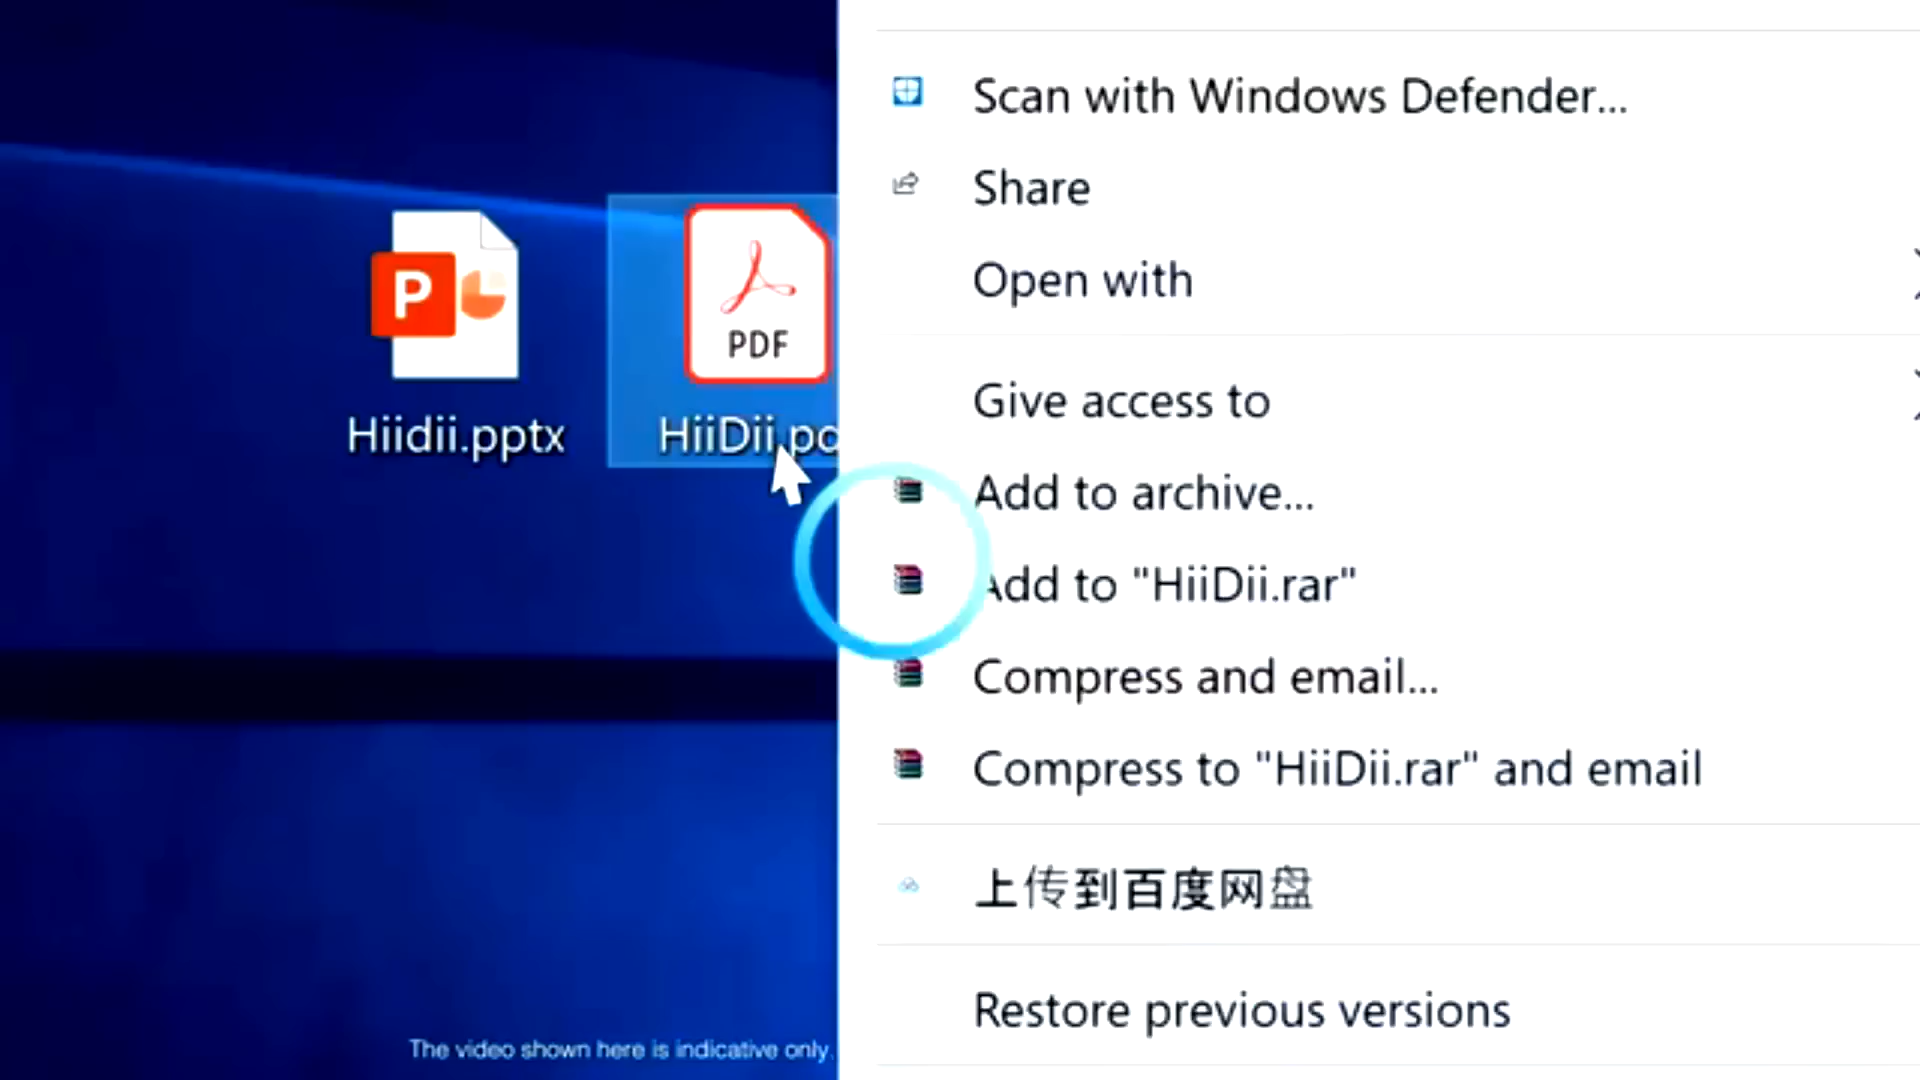 Scan with Windows Defender...
Share
Open with
P
PDF
Give access to
Hiidii.pptx
HiiDii.pd
Add to archive...
Add to "HiiDii.rar"
Compress and email...
Compress to "HiiDii.rar" and email
上传到百度网盘
Restore previous versions
The video shown here is indicative only.